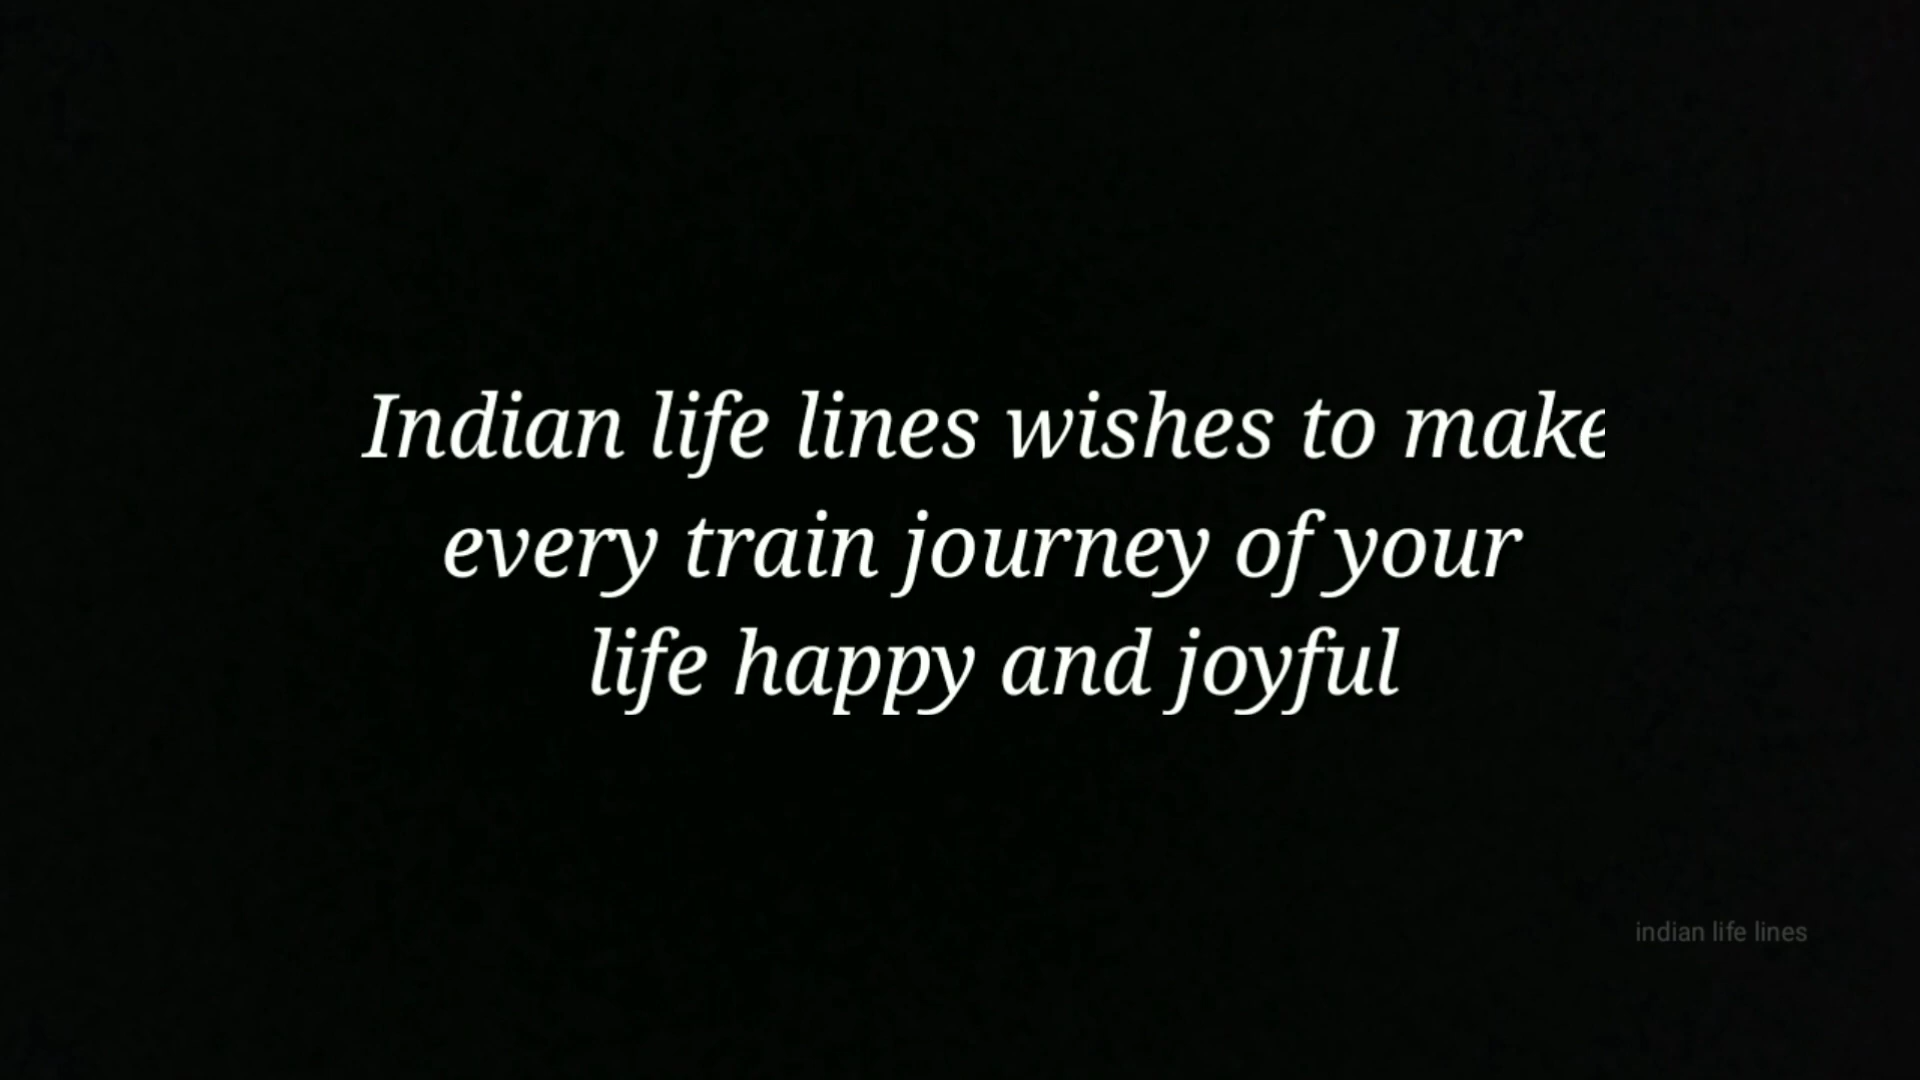 Indian life lines wishes to make
every train journey of your
life happy and joyful
indian life lines